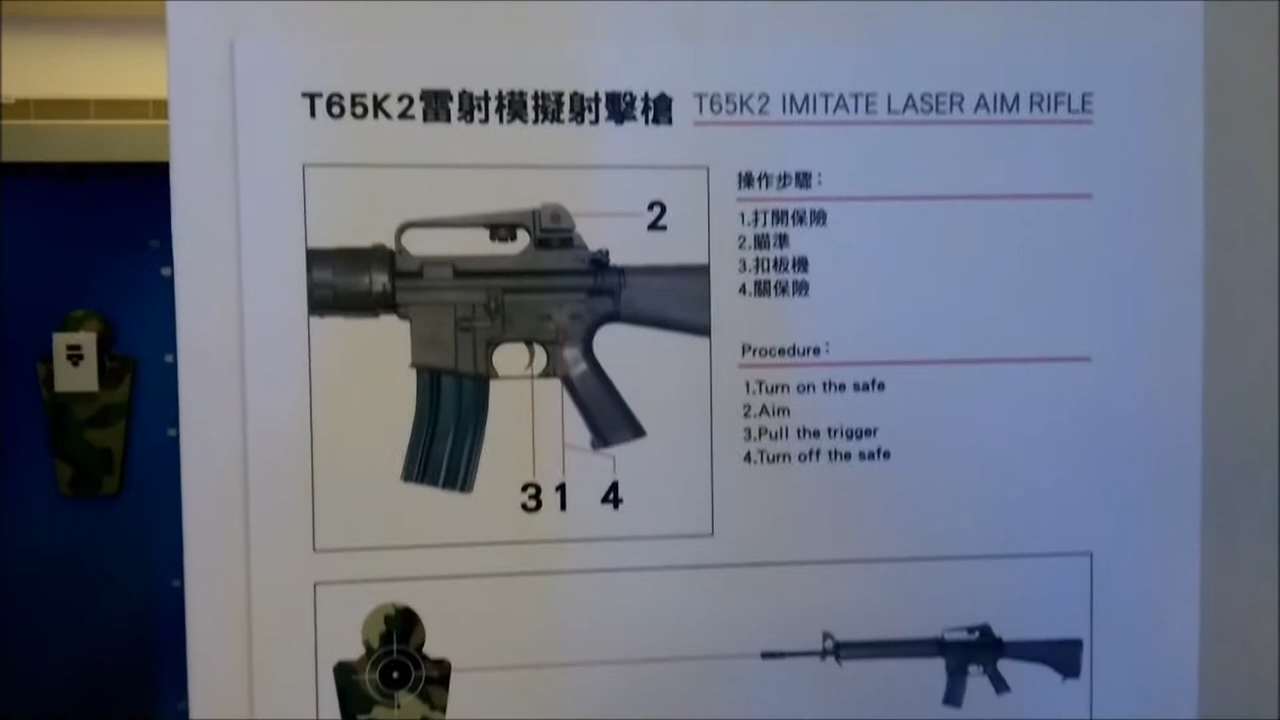 T65K2雷射模擬射擊槍 T65K2 IMITATE LASER AIM RIFLE
2
3 1 4
操作步驟：
1.打開保險
2.瞄準
3.扣板機
4.關保險
Procedure：
1.Turn on the safe
2.Aim
3.Pull the trigger
4.Turn off the safe